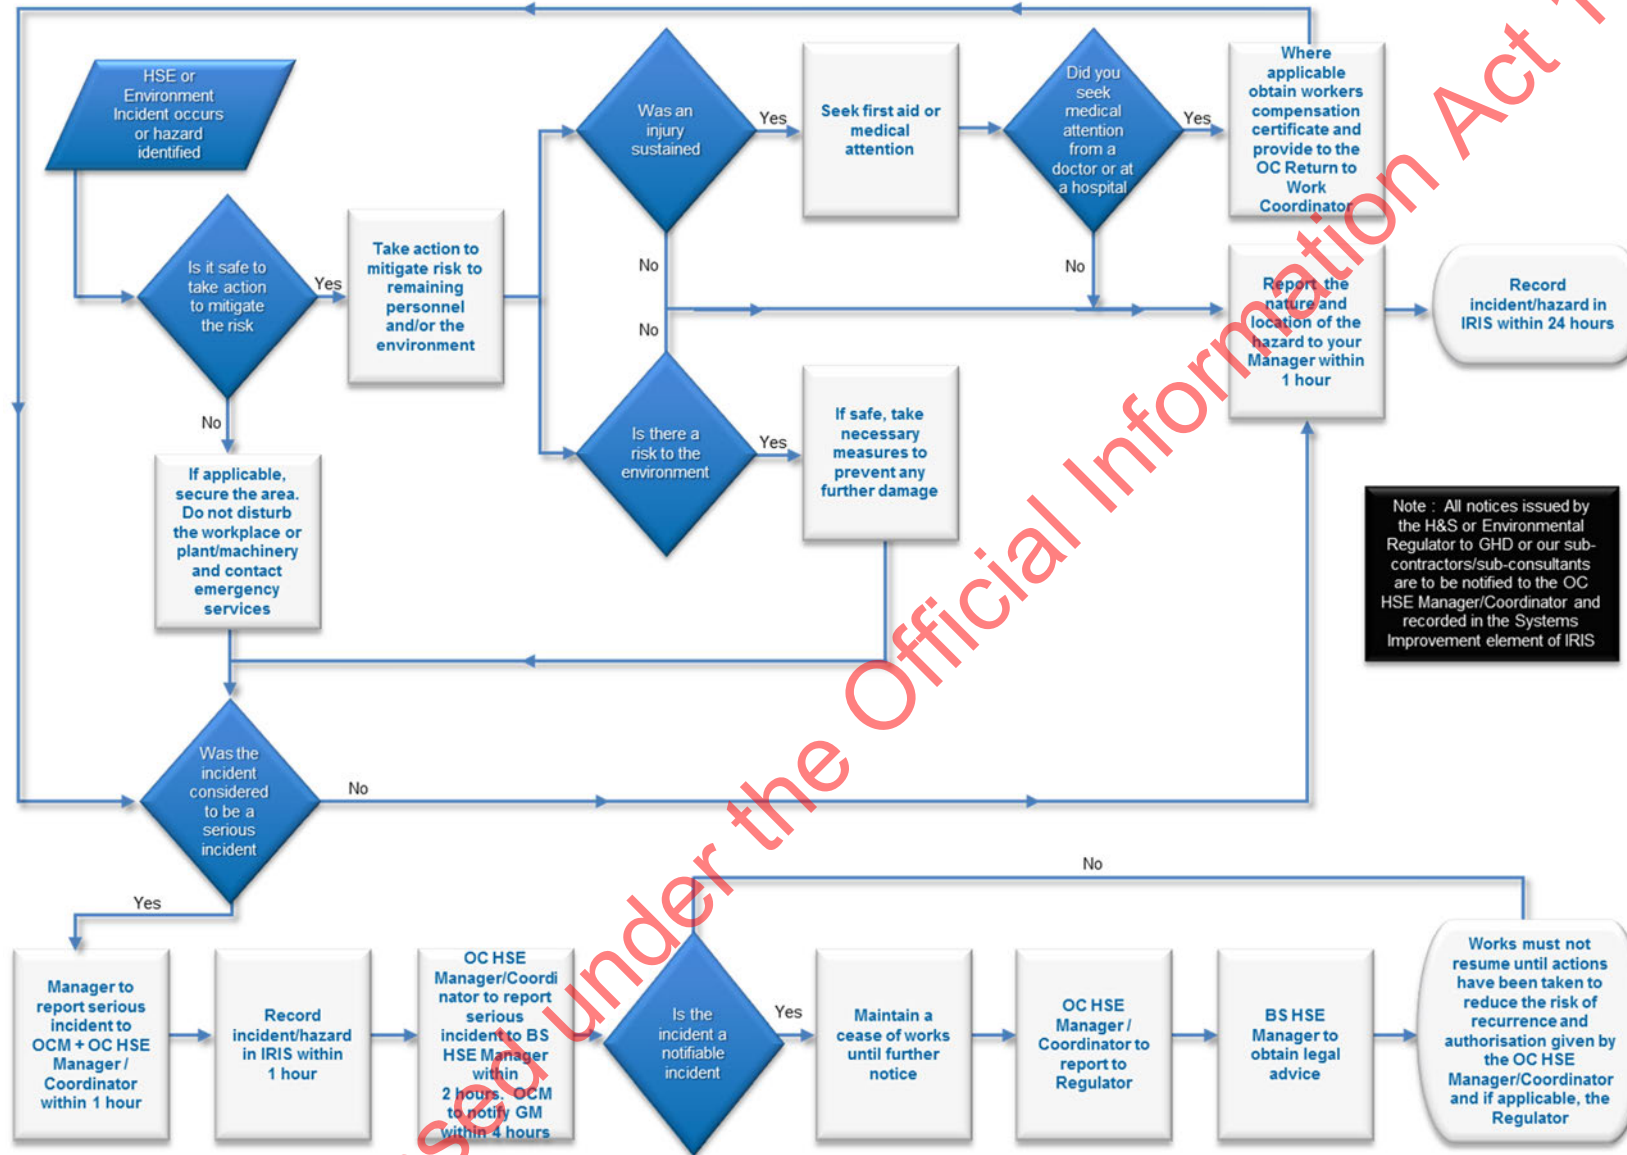 HSE or
Environment
Incident occurs
or hazard
identified
Was an
injury
sustained
Yes
Seek first aid or
medical
attention
Did you
seek
medical
attention
from a
doctor or at
a hospital
Yes
Where
applicable
obtain workers
compensation
certificate and
provide to the
OC Return to
Work
Coordinator
Is it safe to
take action
to mitigate
the risk
Yes
Take action to
mitigate risk to
remaining
personnel
and/or the
environment
No
No
No
Report the
nature and
location of the
hazard to your
Manager within
1 hour
Record
incident/hazard in
IRIS within 24 hours
No
Is there a
risk to the
environment
Yes
If safe, take
necessary
measures to
prevent any
further damage
If applicable,
secure the area.
Do not disturb
the workplace or
plant/machinery
and contact
emergency
services
Note : All notices issued by
the H&S or Environmental
Regulator to GHD or our sub-
contractors/sub-consultants
are to be notified to the OC
HSE Manager/Coordinator and
recorded in the Systems
Improvement element of IRIS
Was the
incident
considered
to be a
serious
incident
No
Yes
No
Manager to
report serious
incident to
OCM + OC HSE
Manager /
Coordinator
within 1 hour
Record
incident/hazard
in IRIS within
1 hour
OC HSE
Manager/Coordi
nator to report
serious
incident to BS
HSE Manager
within
2 hours. OCM
to notify GM
within 4 hours
Is the
incident a
notifiable
incident
Yes
Maintain a
cease of works
until further
notice
OC HSE
Manager /
Coordinator to
report to
Regulator
BS HSE
Manager to
obtain legal
advice
Works must not
resume until actions
have been taken to
reduce the risk of
recurrence and
authorisation given by
the OC HSE
Manager/Coordinator
and if applicable, the
Regulator
under the Official Information Act